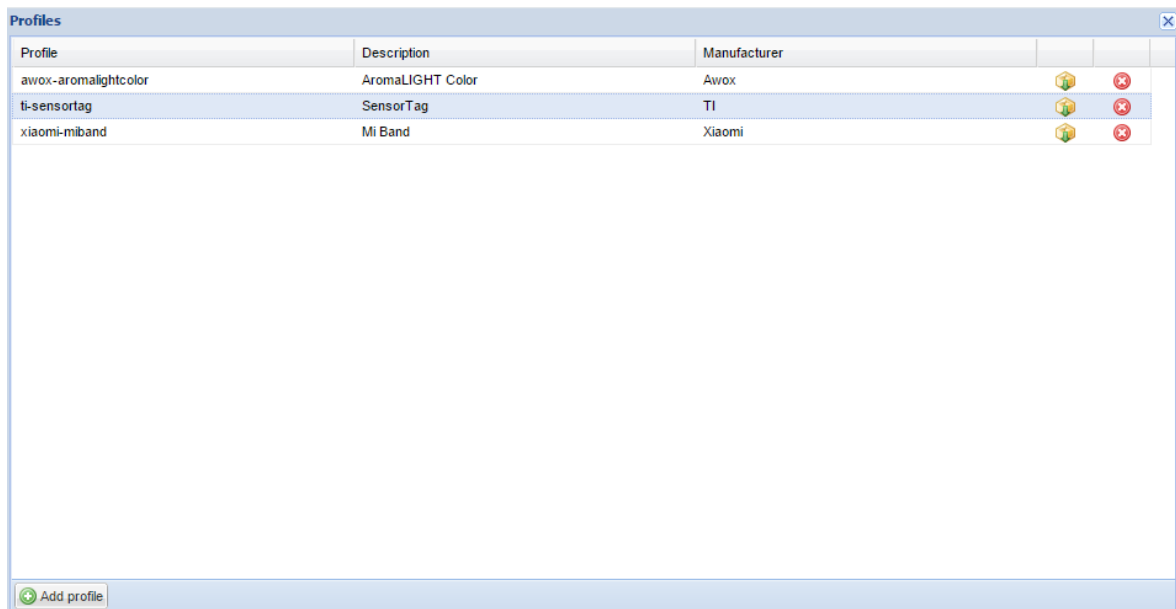 Profiles
Profile Description Manufacturer
awox-aromalightcolor AromaLIGHT Color Awox
ti-sensortag SensorTag TI
xiaomi-miband Mi Band Xiaomi
Add profile